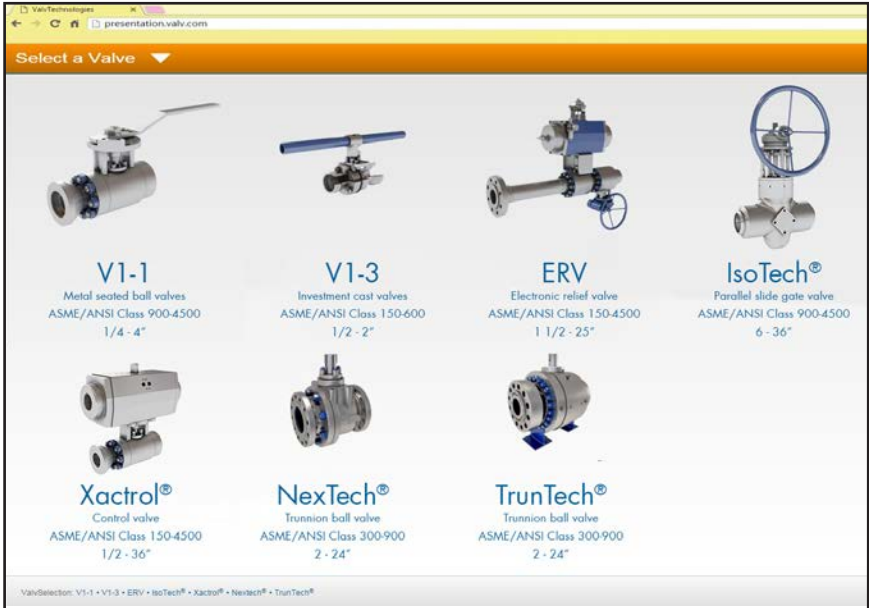 ValvTechnologies
presentation.valv.com
Select a Valve
V1-1
Metal seated ball valves
ASME/ANSI Class 900-4500
1/4 - 4"
V1-3
Investment cast valves
ASME/ANSI Class 150-600
1/2 - 2"
ERV
Electronic relief valve
ASME/ANSI Class 150-4500
1 1/2 - 25"
IsoTech®
Parallel slide gate valve
ASME/ANSI Class 900-4500
6 - 36"
Xactrol®
Control valve
ASME/ANSI Class 150-4500
1/2 - 36"
NexTech®
Trunnion ball valve
ASME/ANSI Class 300-900
2 - 24"
TrunTech®
Trunnion ball valve
ASME/ANSI Class 300-900
2 - 24"
ValvSelection: V1-1 • V1-3 • ERV • IsoTech® • Xactrol® • Nextech® • TrunTech®